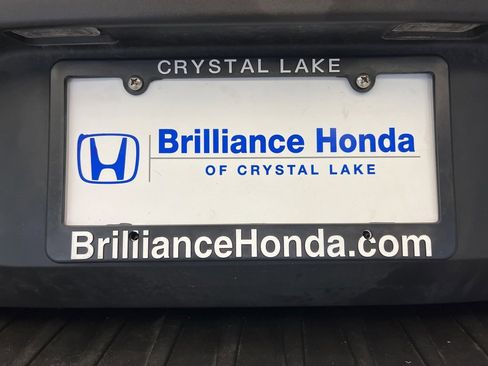 CRYSTAL LAKE
Brilliance Honda
OF CRYSTAL LAKE
BrillianceHonda.com